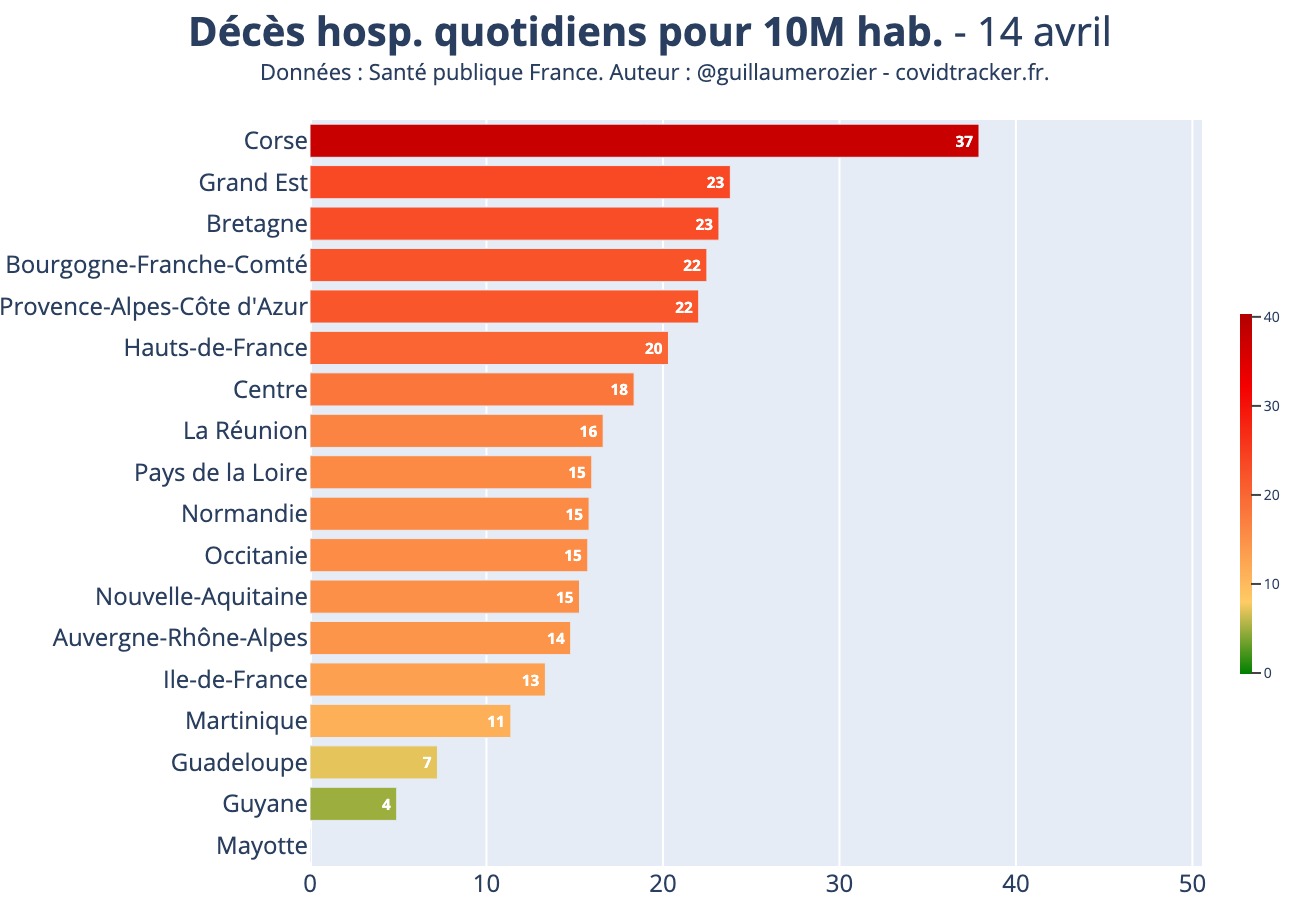 Décès hosp. quotidiens pour 10M hab. - 14 avril
Données : Santé publique France. Auteur : @guillaumerozier - covidtracker.fr.
Corse 37
Grand Est 23
Bretagne 23
Bourgogne-Franche-Comté 22
Provence-Alpes-Côte d'Azur 22
Hauts-de-France 20
Centre 18
La Réunion 16
Pays de la Loire 15
Normandie 15
Occitanie 15
Nouvelle-Aquitaine 15
Auvergne-Rhône-Alpes 14
Ile-de-France 13
Martinique 11
Guadeloupe 7
Guyane 4
Mayotte
0 10 20 30 40 50
40
30
20
10
0